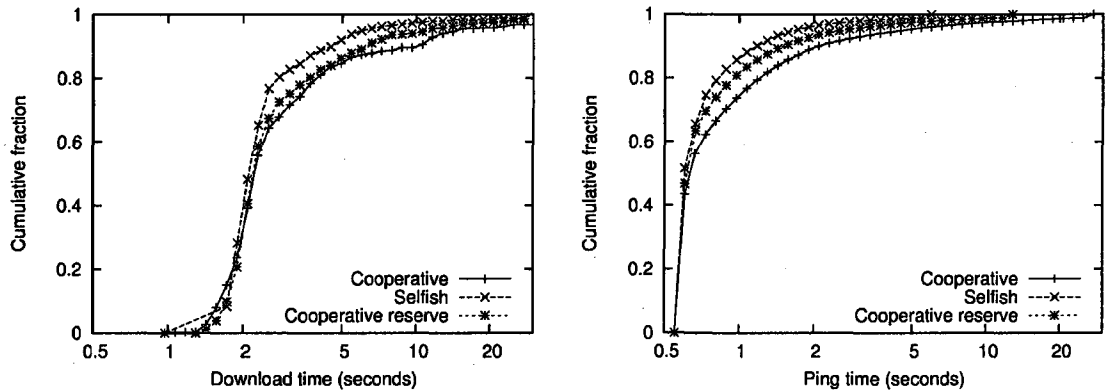 1
0.8
0.6
0.4
0.2
0
Cumulative fraction
Cooperative
Selfish
Cooperative reserve
0.5 1 2 5 10 20
Download time (seconds)
1
0.8
0.6
0.4
0.2
0
Cumulative fraction
Cooperative
Selfish
Cooperative reserve
0.5 1 2 5 10 20
Ping time (seconds)